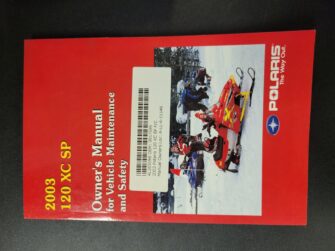 2003
120 XC SP
Owner's Manual
for Vehicle Maintenance
and Safety
POLARIS
The Way Out.